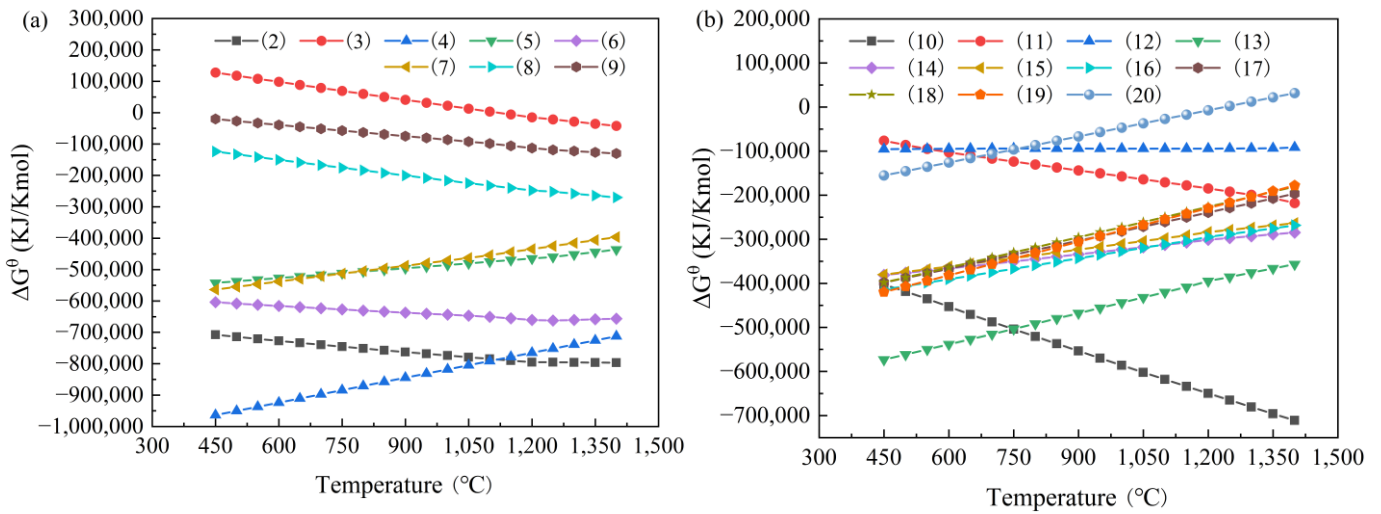 (a)
300,000
200,000
100,000
0
−100,000
−200,000
−300,000
−400,000
−500,000
−600,000
−700,000
−800,000
−900,000
−1,000,000
ΔG^θ (KJ/Kmol)
(2) (3) (4) (5) (6)
(7) (8) (9)
300 450 600 750 900 1,050 1,200 1,350 1,500
Temperature (℃)
(b)
200,000
100,000
0
−100,000
−200,000
−300,000
−400,000
−500,000
−600,000
−700,000
ΔG^θ (KJ/Kmol)
(10) (11) (12) (13)
(14) (15) (16) (17)
(18) (19) (20)
300 450 600 750 900 1,050 1,200 1,350 1,500
Temperature (℃)